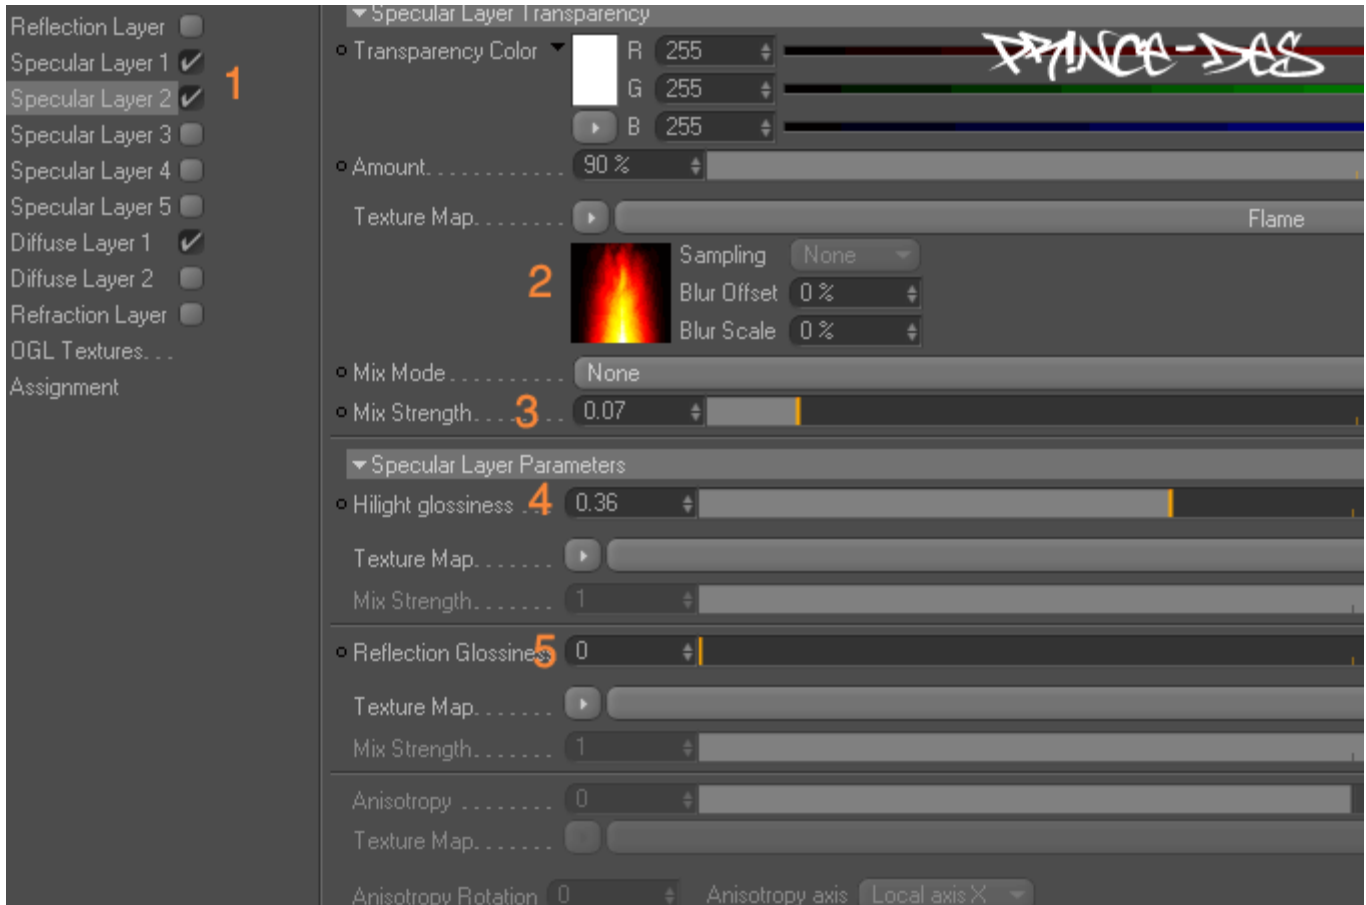 Reflection Layer
Specular Layer 1
1
Specular Layer 2
Specular Layer 3
Specular Layer 4
Specular Layer 5
Diffuse Layer 1
Diffuse Layer 2
Refraction Layer
OGL Textures. . .
Assignment
Specular Layer Transparency
PRINCE-DES
Transparency Color R 255
G 255
B 255
Amount. . . . . . . . . . . . 90 %
Texture Map. . . . . . . . Flame
2
Sampling None
Blur Offset 0 %
Blur Scale 0 %
Mix Mode . . . . . . . . . . . None
Mix Strength. . . 3 . . 0.07
Specular Layer Parameters
Hilight glossiness . . 4 0.36
Texture Map. . . . . . .
Mix Strength. . . . . . . 1
Reflection Glossiness 5 0
Texture Map. . . . . . .
Mix Strength. . . . . . . 1
Anisotropy . . . . . . . . . 0
Texture Map. . . . . . .
Anisotropy Rotation 0 Anisotropy axis Local axis X